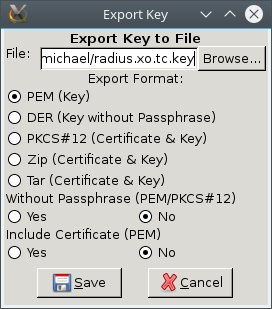 Export Key
Export Key to File
File: michael/radius.xo.tc.key Browse...
Export Format:
PEM (Key)
DER (Key without Passphrase)
PKCS#12 (Certificate & Key)
Zip (Certificate & Key)
Tar (Certificate & Key)
Without Passphrase (PEM/PKCS#12)
Yes No
Include Certificate (PEM)
Yes No
Save Cancel